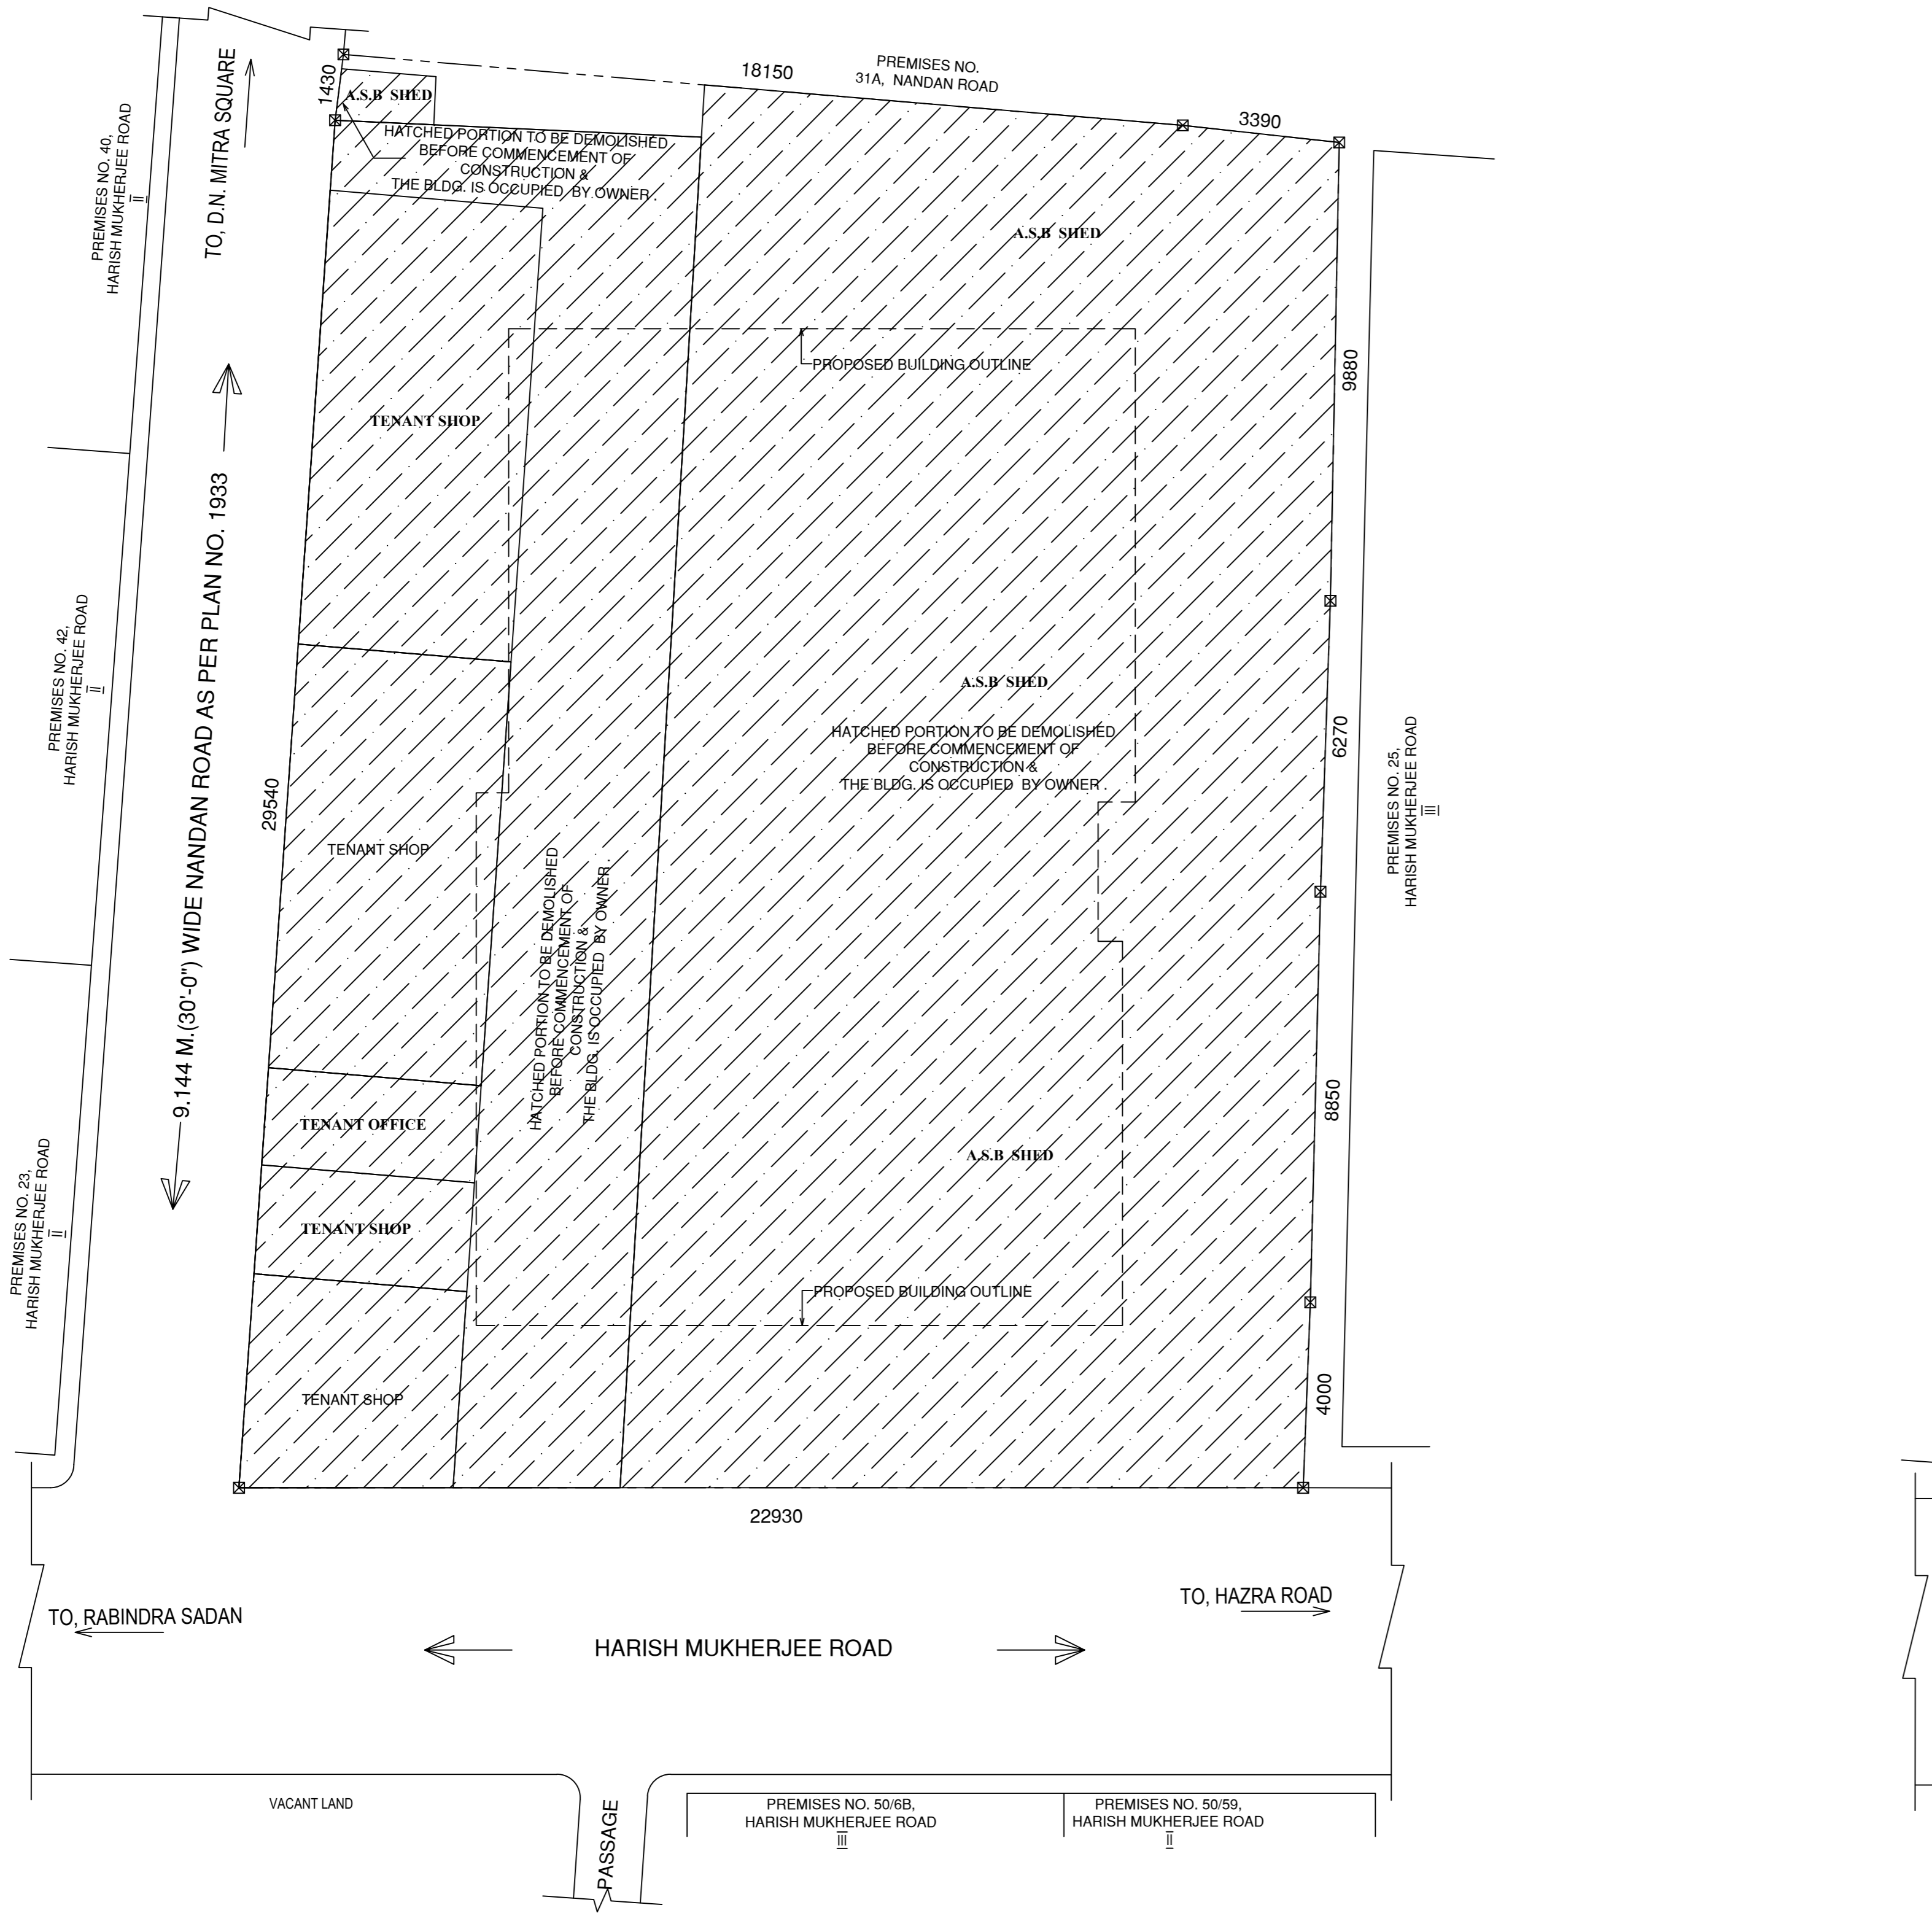 PREMISES NO.
31A, NANDAN ROAD
18150
3390
1430
TO, D.N. MITRA SQUARE
PREMISES NO. 40,
HARISH MUKHERJEE ROAD
II
A.S.B SHED
HATCHED PORTION TO BE DEMOLISHED
BEFORE COMMENCEMENT OF
CONSTRUCTION &
THE BLDG. IS OCCUPIED BY OWNER .
A.S.B SHED
PROPOSED BUILDING OUTLINE
9880
TENANT SHOP
9.144 M.(30'-0") WIDE NANDAN ROAD AS PER PLAN NO. 1933
PREMISES NO. 42,
HARISH MUKHERJEE ROAD
II
A.S.B SHED
HATCHED PORTION TO BE DEMOLISHED
BEFORE COMMENCEMENT OF
CONSTRUCTION &
THE BLDG. IS OCCUPIED BY OWNER .
6270
PREMISES NO. 25,
HARISH MUKHERJEE ROAD
III
29540
TENANT SHOP
HATCHED PORTION TO BE DEMOLISHED
BEFORE COMMENCEMENT OF
CONSTRUCTION &
THE BLDG. IS OCCUPIED BY OWNER .
8850
TENANT OFFICE
A.S.B SHED
PREMISES NO. 23,
HARISH MUKHERJEE ROAD
II
TENANT SHOP
PROPOSED BUILDING OUTLINE
TENANT SHOP
4000
22930
TO, HAZRA ROAD
TO, RABINDRA SADAN
HARISH MUKHERJEE ROAD
VACANT LAND
PASSAGE
PREMISES NO. 50/6B,
HARISH MUKHERJEE ROAD
III
PREMISES NO. 50/59,
HARISH MUKHERJEE ROAD
II